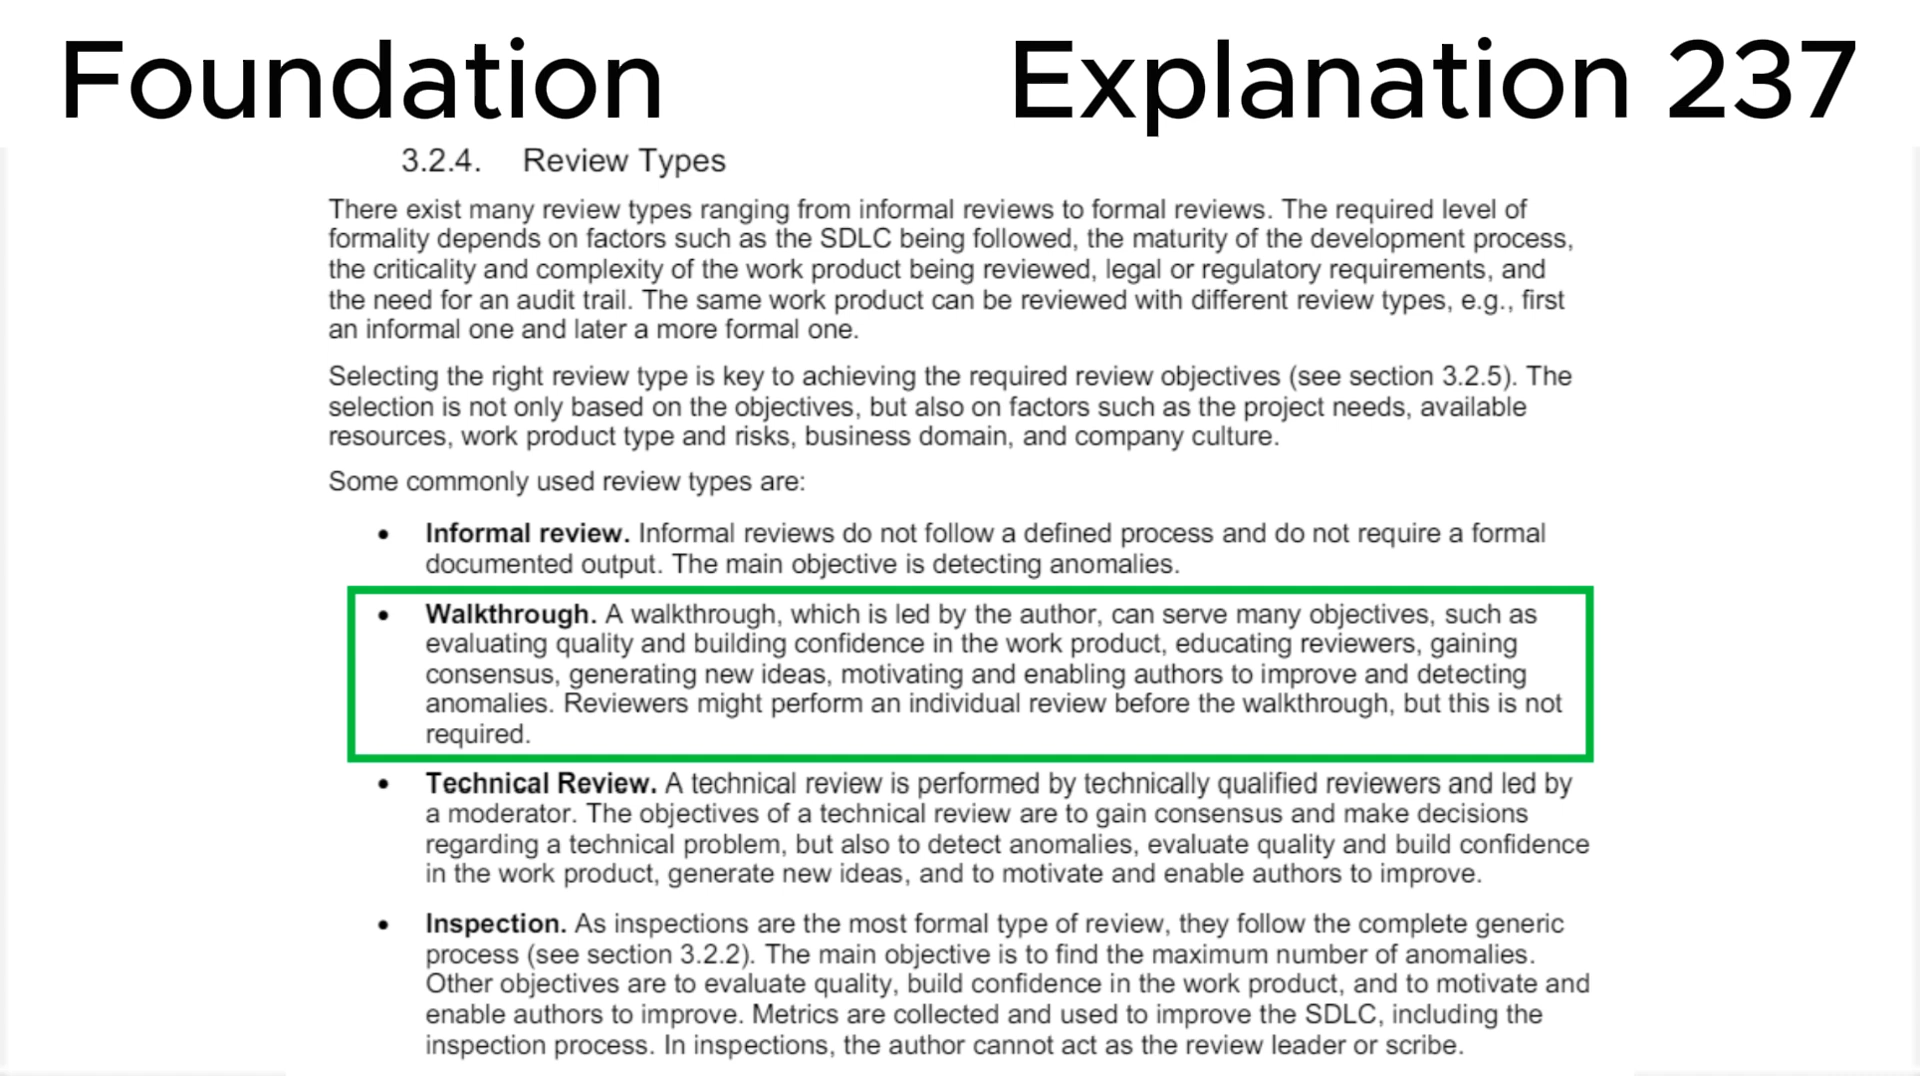 Foundation
Explanation 237
3.2.4. Review Types
There exist many review types ranging from informal reviews to formal reviews. The required level of
formality depends on factors such as the SDLC being followed, the maturity of the development process,
the criticality and complexity of the work product being reviewed, legal or regulatory requirements, and
the need for an audit trail. The same work product can be reviewed with different review types, e.g., first
an informal one and later a more formal one.
Selecting the right review type is key to achieving the required review objectives (see section 3.2.5). The
selection is not only based on the objectives, but also on factors such as the project needs, available
resources, work product type and risks, business domain, and company culture.
Some commonly used review types are:
• Informal review. Informal reviews do not follow a defined process and do not require a formal
documented output. The main objective is detecting anomalies.
• Walkthrough. A walkthrough, which is led by the author, can serve many objectives, such as
evaluating quality and building confidence in the work product, educating reviewers, gaining
consensus, generating new ideas, motivating and enabling authors to improve and detecting
anomalies. Reviewers might perform an individual review before the walkthrough, but this is not
required.
• Technical Review. A technical review is performed by technically qualified reviewers and led by
a moderator. The objectives of a technical review are to gain consensus and make decisions
regarding a technical problem, but also to detect anomalies, evaluate quality and build confidence
in the work product, generate new ideas, and to motivate and enable authors to improve.
• Inspection. As inspections are the most formal type of review, they follow the complete generic
process (see section 3.2.2). The main objective is to find the maximum number of anomalies.
Other objectives are to evaluate quality, build confidence in the work product, and to motivate and
enable authors to improve. Metrics are collected and used to improve the SDLC, including the
inspection process. In inspections, the author cannot act as the review leader or scribe.